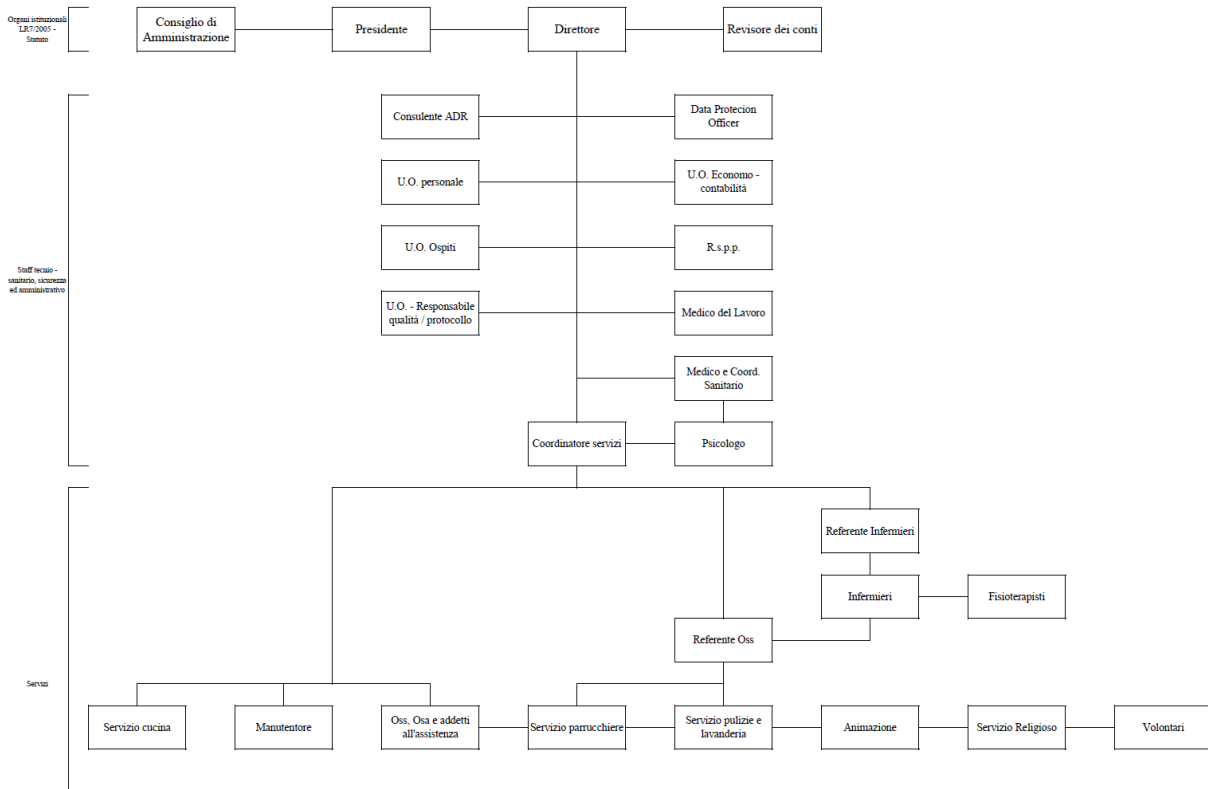 Organi istituzionali
LR7/2005 -
Statuto
Consiglio di
Amministrazione
Presidente
Direttore
Revisore dei conti
Consulente ADR
Data Protecion
Officer
U.O. personale
U.O. Economo -
contabilità
U.O. Ospiti
R.s.p.p.
Staff tecnio -
sanitario, sicurezza
ed amministrativo
U.O. - Responsabile
qualità / protocollo
Medico del Lavoro
Medico e Coord.
Sanitario
Coordinatore servizi
Psicologo
Referente Infermieri
Infermieri
Fisioterapisti
Referente Oss
Servizi
Servizio cucina
Manutentore
Oss, Osa e addetti
all'assistenza
Servizio parrucchiere
Servizio pulizie e
lavanderia
Animazione
Servizio Religioso
Volontari